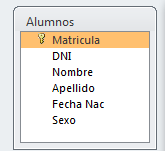 Alumnos
Matricula
DNI
Nombre
Apellido
Fecha Nac
Sexo